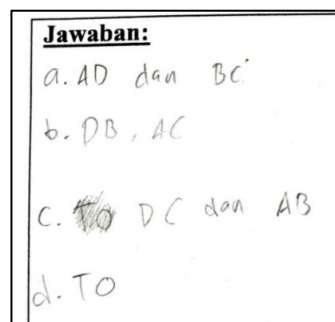 Jawaban:
a. AD dan BC
b. DB, AC
c. DC dan AB
d. TO